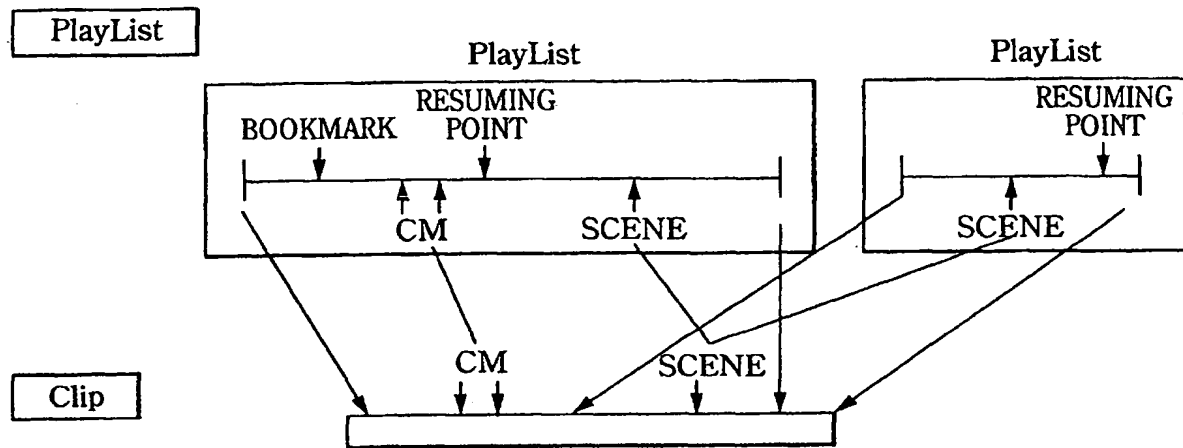 PlayList
PlayList
PlayList
RESUMING
POINT
BOOKMARK
CM
SCENE
RESUMING
POINT
SCENE
CM
SCENE
Clip